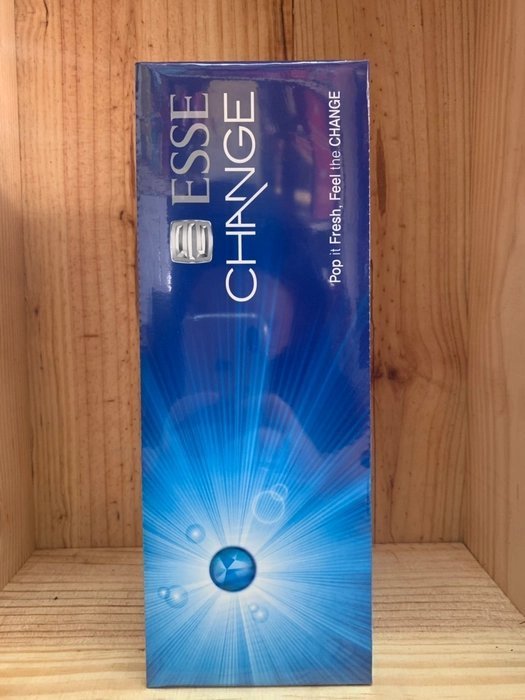 ESSE
CHANGE
Pop it Fresh, Feel the CHANGE